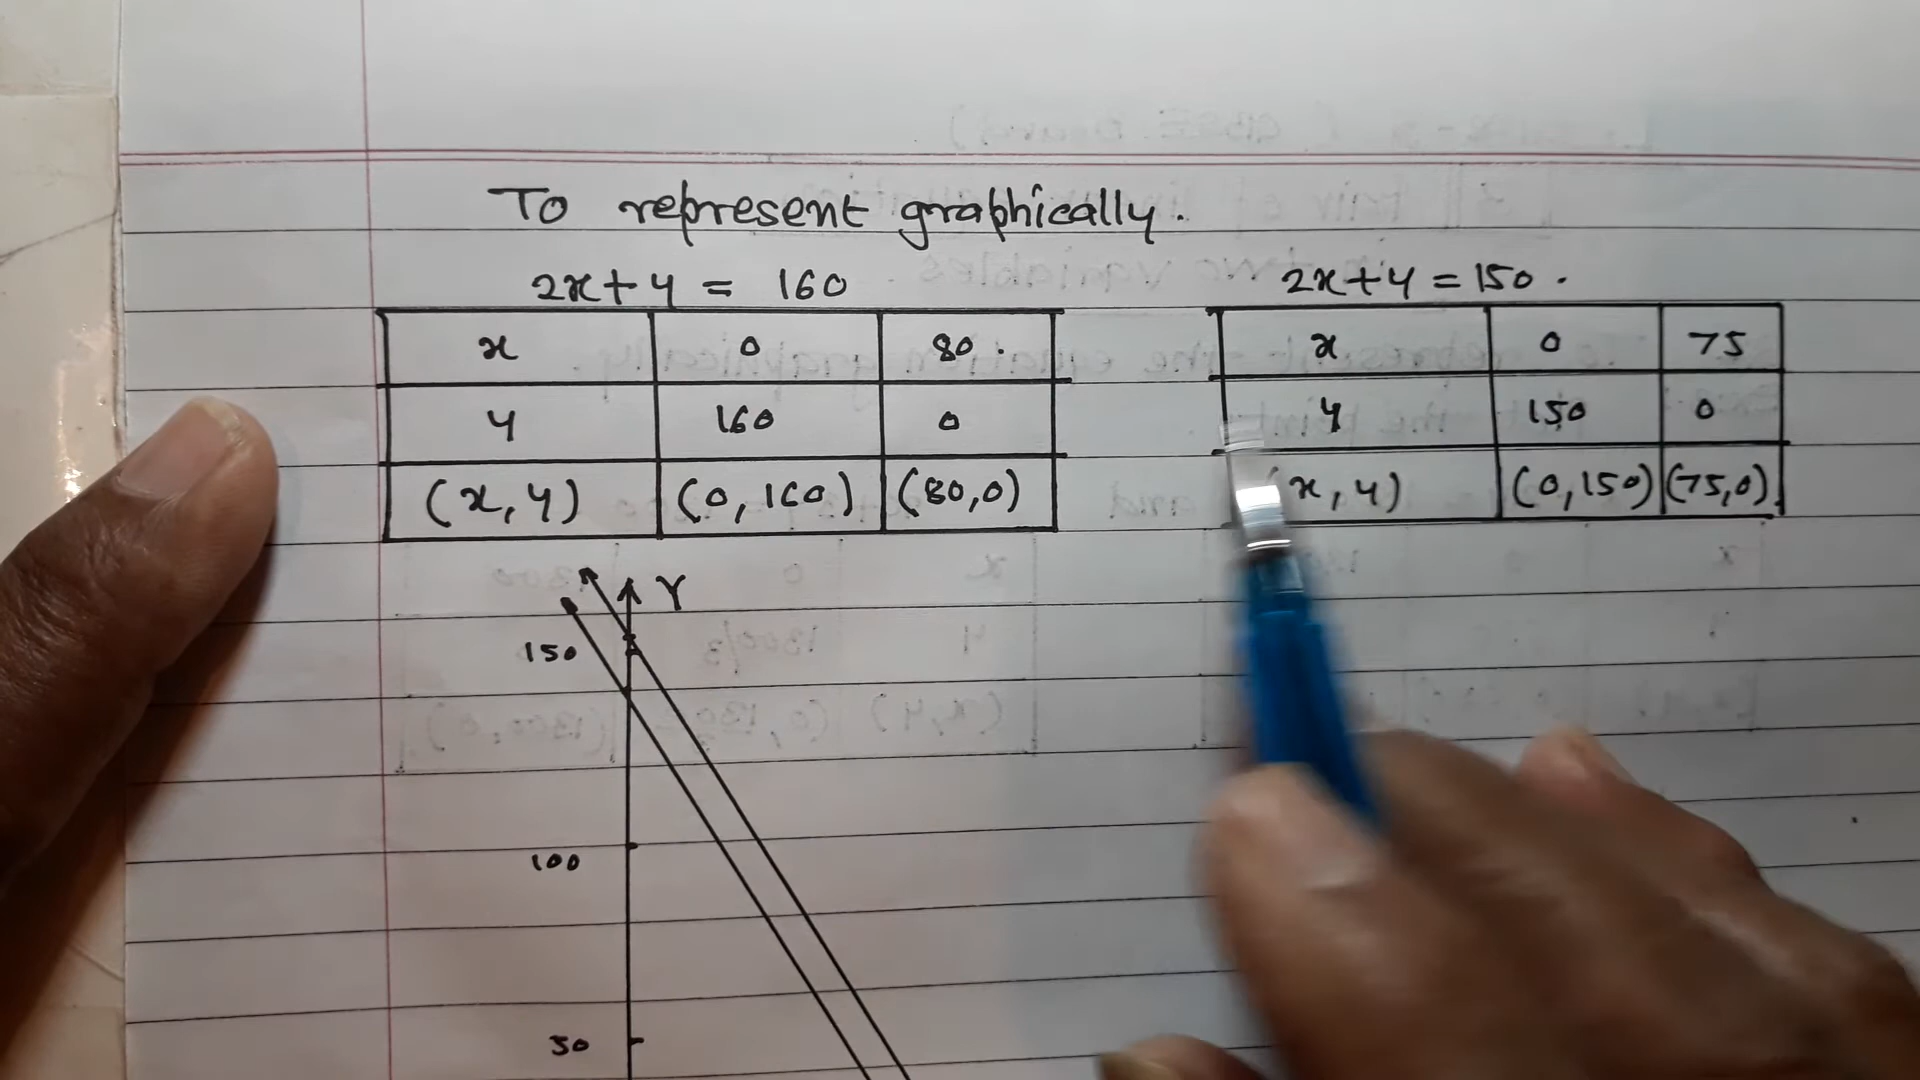 To represent graphically.
2x+y = 160
2x+y = 150.
x 0 80.
y 160 0
(x,y) (0,160) (80,0)
x 0 75
y 150 0
(x,y) (0,150) (75,0)
Y
150
100
50